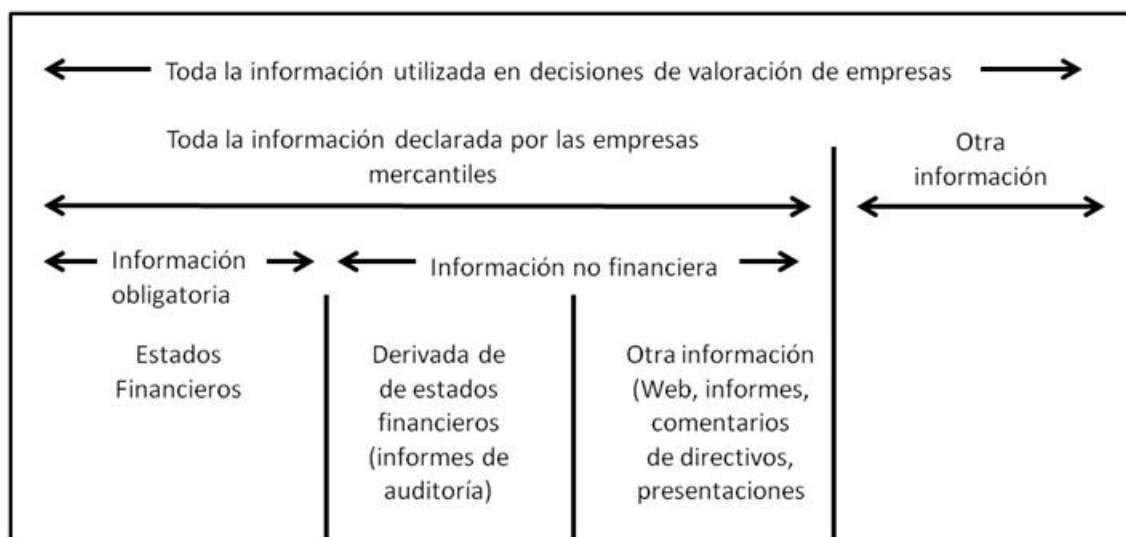 Toda la información utilizada en decisiones de valoración de empresas
Toda la información declarada por las empresas
mercantiles
Otra
información
Información
obligatoria
Información no financiera
Estados
Financieros
Derivada de
de estados
financieros
(informes de
auditoría)
Otra información
(Web, informes,
comentarios
de directivos,
presentaciones